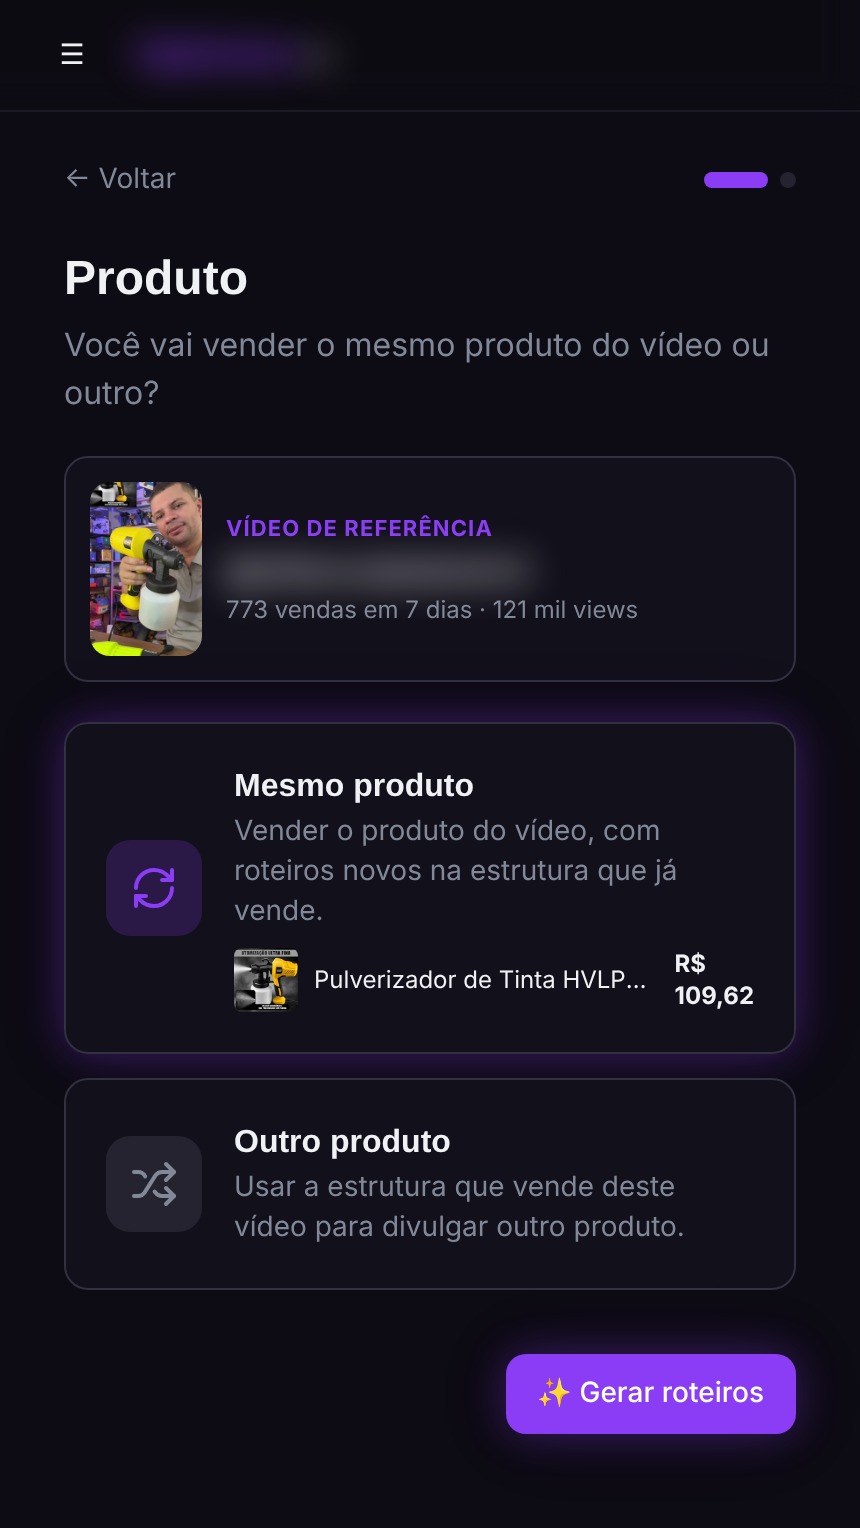 ← Voltar
Produto
Você vai vender o mesmo produto do vídeo ou
outro?
VÍDEO DE REFERÊNCIA
773 vendas em 7 dias · 121 mil views
Mesmo produto
Vender o produto do vídeo, com
roteiros novos na estrutura que já
vende.
Pulverizador de Tinta HVLP...
R$
109,62
Outro produto
Usar a estrutura que vende deste
vídeo para divulgar outro produto.
✨ Gerar roteiros